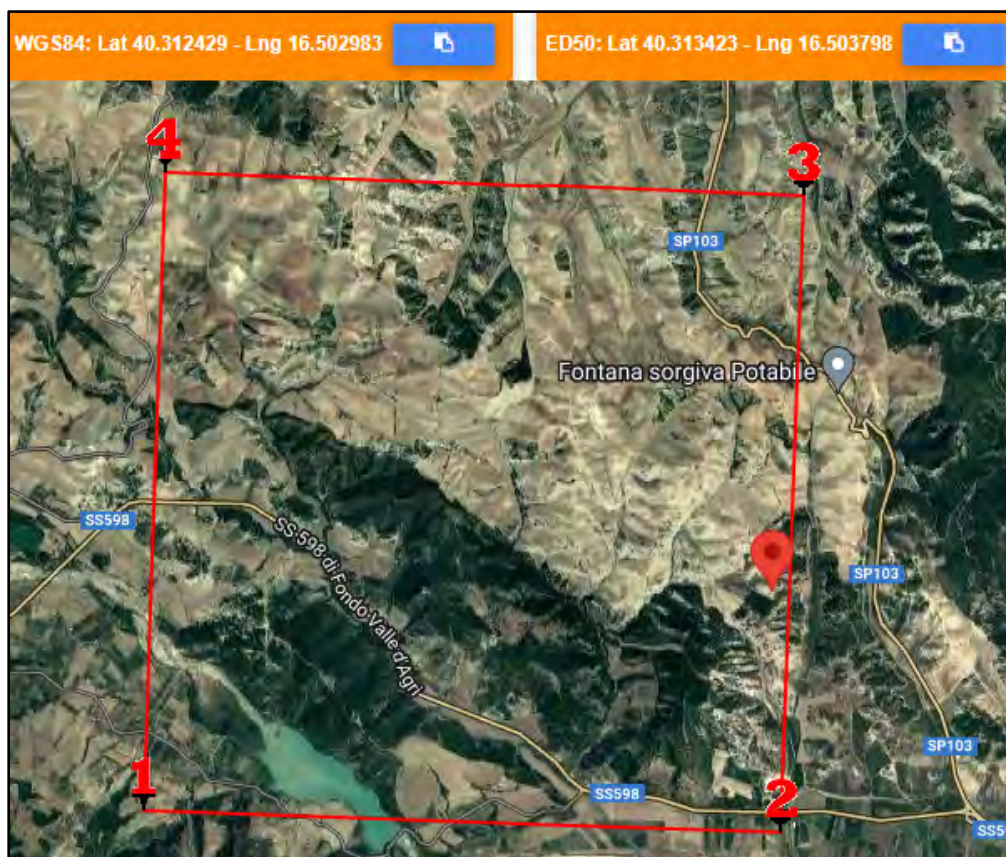 WGS84: Lat 40.312429 - Lng 16.502983
ED50: Lat 40.313423 - Lng 16.503798
4
3
SP103
Fontana sorgiva Potabile
SS598
SS 598 di Fondo Valle d'Agri
SP103
SP103
1
SS598
2